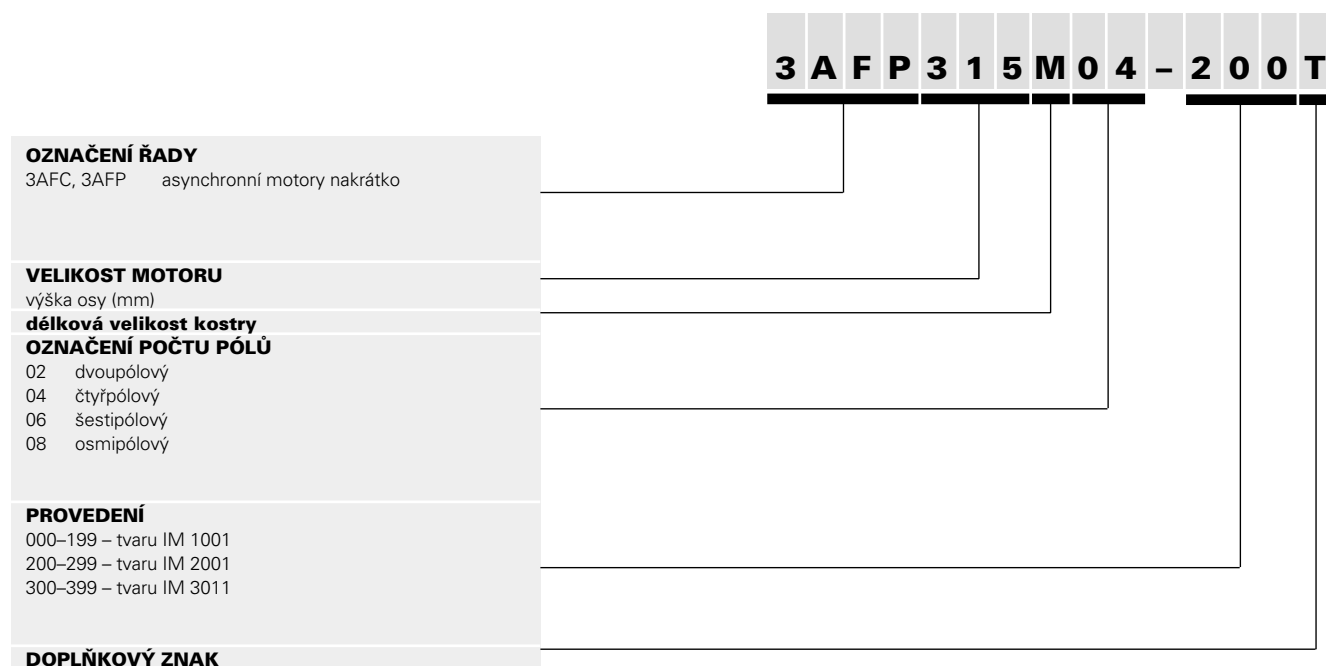 3AFP315M04–200T
OZNAČENÍ ŘADY
3AFC, 3AFP asynchronní motory nakrátko
VELIKOST MOTORU
výška osy (mm)
délková velikost kostry
OZNAČENÍ POČTU PÓLŮ
02 dvoupólový
04 čtyřpólový
06 šestipólový
08 osmipólový
PROVEDENÍ
000–199 – tvaru IM 1001
200–299 – tvaru IM 2001
300–399 – tvaru IM 3011
DOPLŇKOVÝ ZNAK